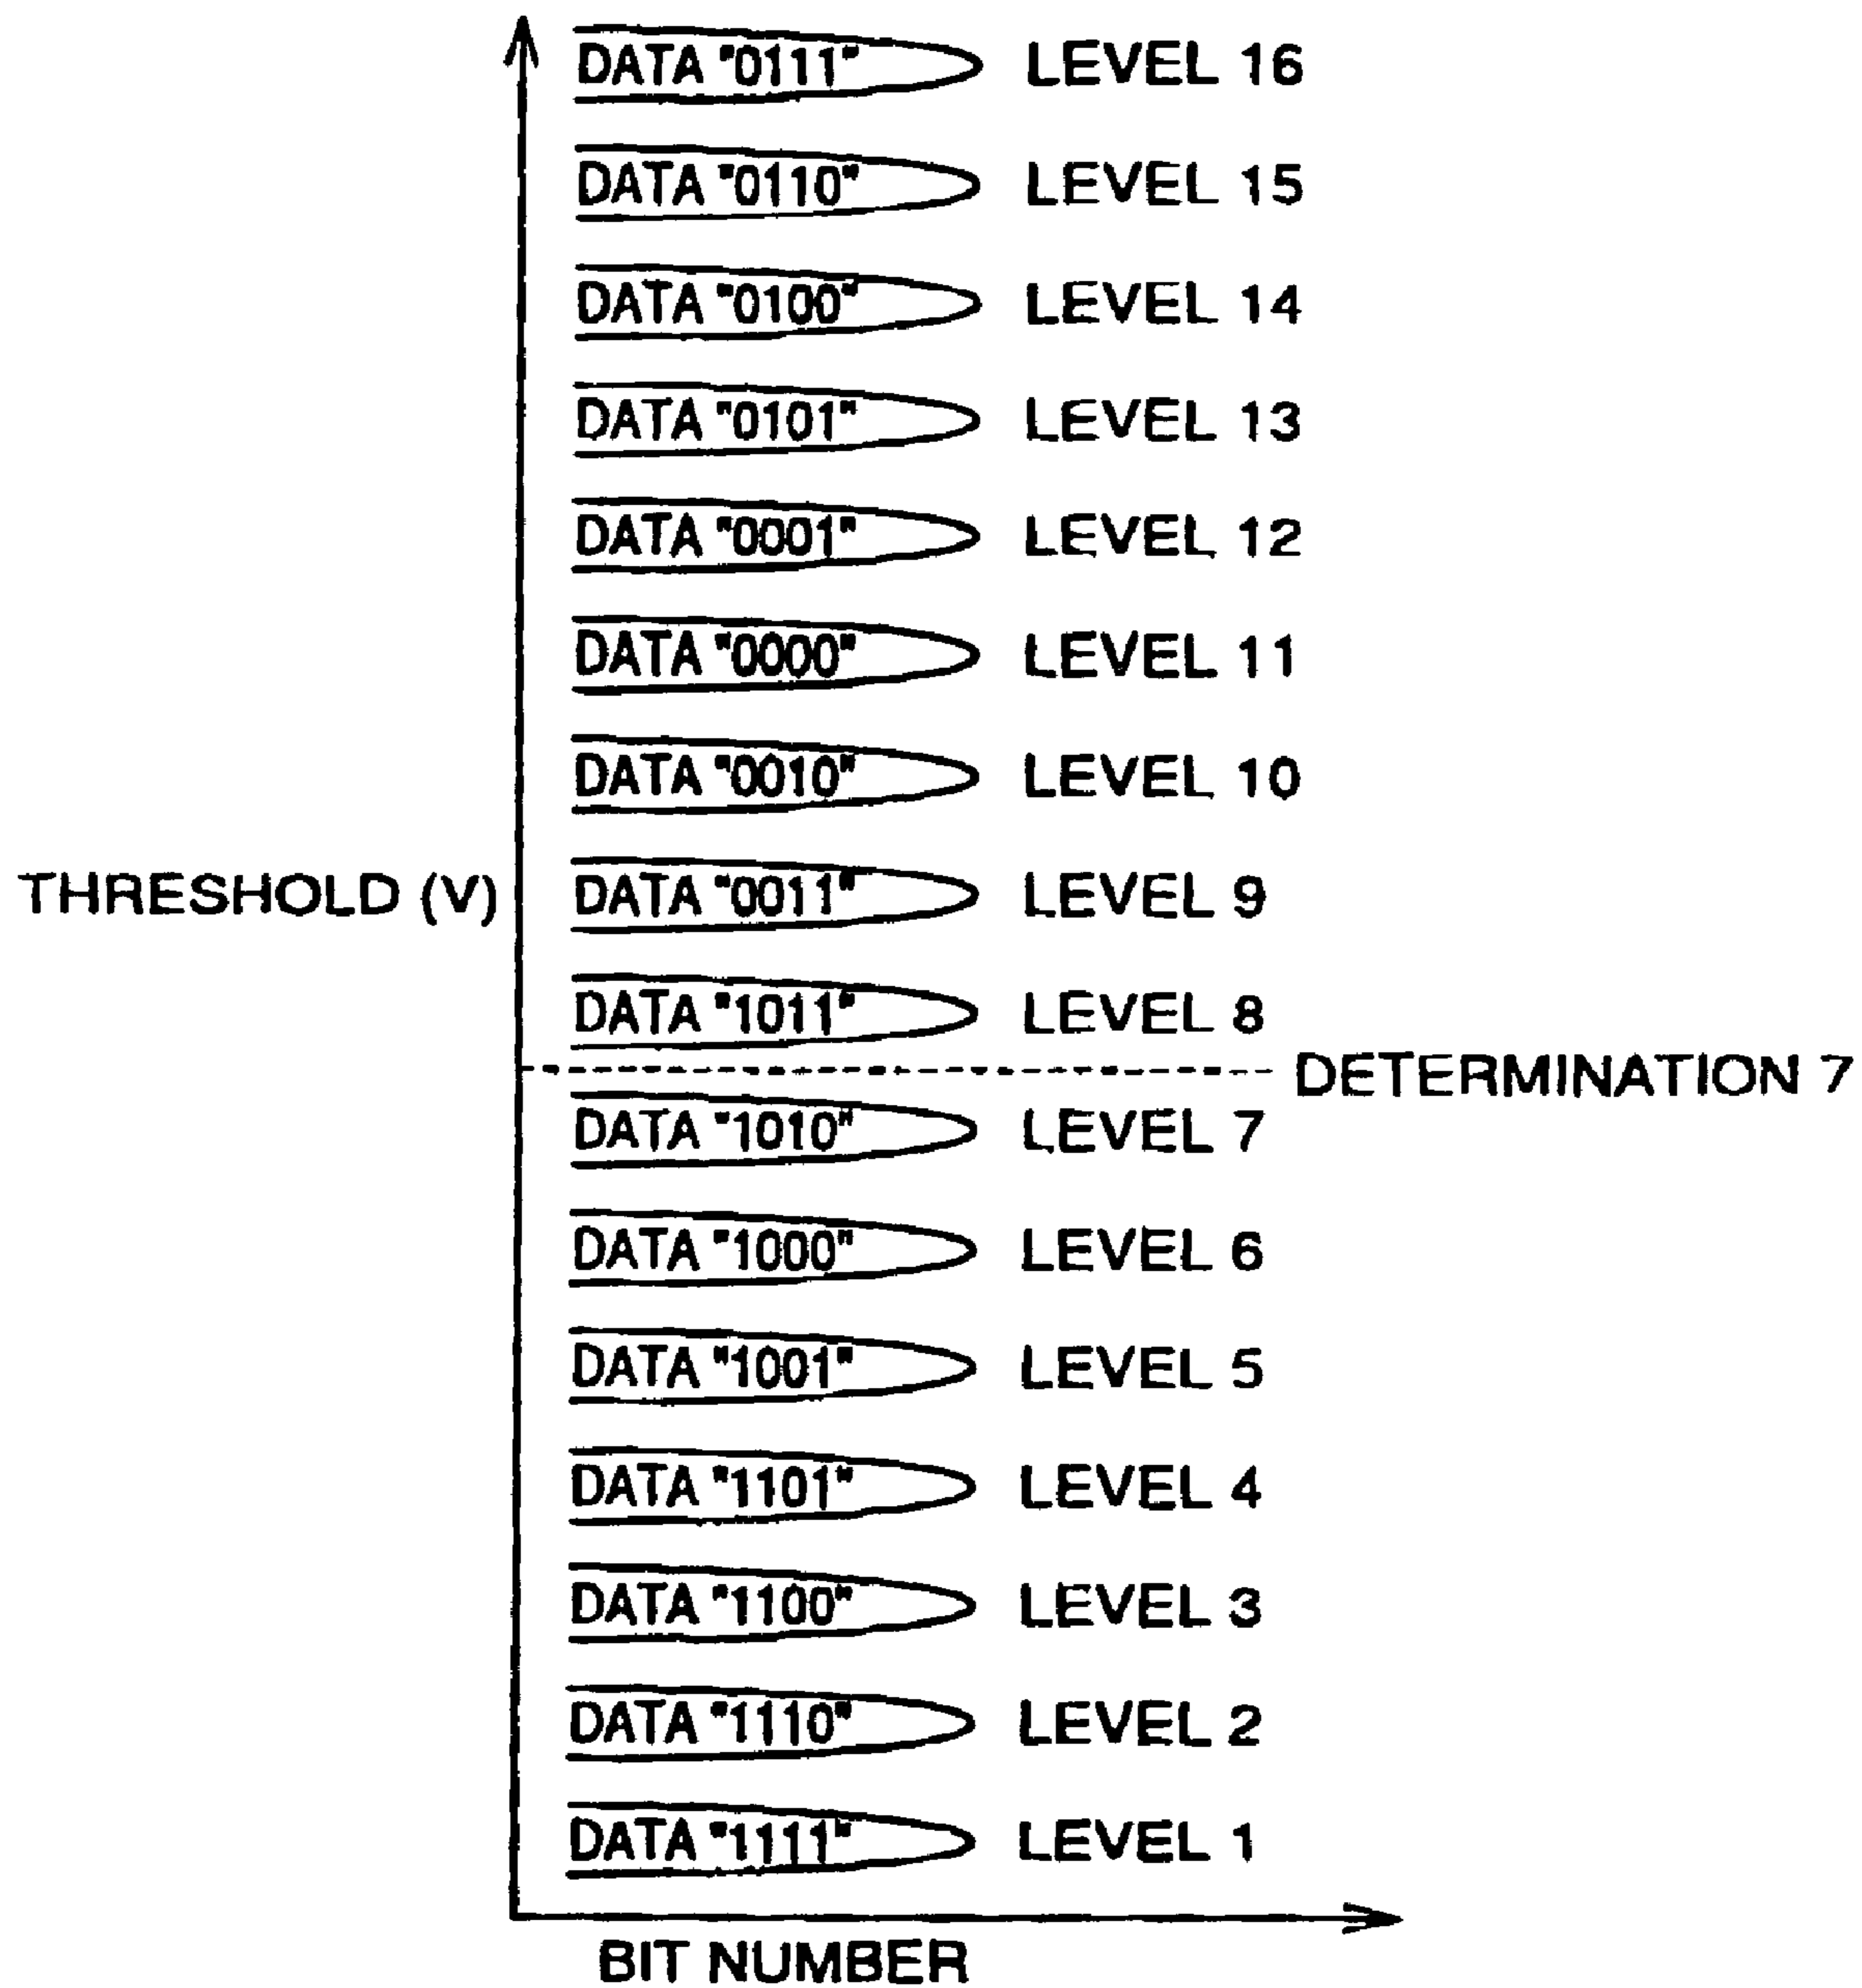 DATA "0111" LEVEL 16
DATA "0110" LEVEL 15
DATA "0100" LEVEL 14
DATA "0101" LEVEL 13
DATA "0001" LEVEL 12
DATA "0000" LEVEL 11
DATA "0010" LEVEL 10
THRESHOLD (V) DATA "0011" LEVEL 9
DATA "1011" LEVEL 8
DETERMINATION 7
DATA "1010" LEVEL 7
DATA "1000" LEVEL 6
DATA "1001" LEVEL 5
DATA "1101" LEVEL 4
DATA "1100" LEVEL 3
DATA "1110" LEVEL 2
DATA "1111" LEVEL 1
BIT NUMBER